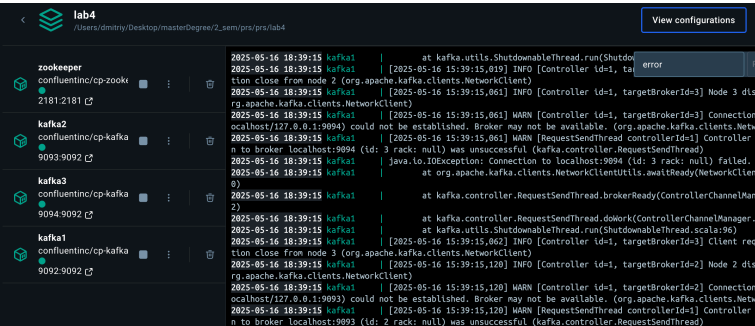 lab4
/Users/dmitriy/Desktop/masterDegree/2_sem/prs/prs/lab4
View configurations
zookeeper
confluentinc/cp-zooke
2181:2181
kafka2
confluentinc/cp-kafka
9093:9092
kafka3
confluentinc/cp-kafka
9094:9092
kafka1
confluentinc/cp-kafka
9092:9092
error
2025-05-16 18:39:15 kafka1 | at kafka.utils.ShutdownableThread.run(Shutdow
2025-05-16 18:39:15 kafka1 | [2025-05-16 15:39:15,019] INFO [Controller id=1, ta
tion close from node 2 (org.apache.kafka.clients.NetworkClient)
2025-05-16 18:39:15 kafka1 | [2025-05-16 15:39:15,061] INFO [Controller id=1, targetBrokerId=3] Node 3 dis
rg.apache.kafka.clients.NetworkClient)
2025-05-16 18:39:15 kafka1 | [2025-05-16 15:39:15,061] WARN [Controller id=1, targetBrokerId=3] Connection
ocalhost/127.0.0.1:9094) could not be established. Broker may not be available. (org.apache.kafka.clients.Netw
2025-05-16 18:39:15 kafka1 | [2025-05-16 15:39:15,061] WARN [RequestSendThread controllerId=1] Controller
n to broker localhost:9094 (id: 3 rack: null) was unsuccessful (kafka.controller.RequestSendThread)
2025-05-16 18:39:15 kafka1 | java.io.IOException: Connection to localhost:9094 (id: 3 rack: null) failed.
2025-05-16 18:39:15 kafka1 | at org.apache.kafka.clients.NetworkClientUtils.awaitReady(NetworkClien
0)
2025-05-16 18:39:15 kafka1 | at kafka.controller.RequestSendThread.brokerReady(ControllerChannelMan
2)
2025-05-16 18:39:15 kafka1 | at kafka.controller.RequestSendThread.doWork(ControllerChannelManager.
2025-05-16 18:39:15 kafka1 | at kafka.utils.ShutdownableThread.run(ShutdownableThread.scala:96)
2025-05-16 18:39:15 kafka1 | [2025-05-16 15:39:15,062] INFO [Controller id=1, targetBrokerId=3] Client req
tion close from node 3 (org.apache.kafka.clients.NetworkClient)
2025-05-16 18:39:15 kafka1 | [2025-05-16 15:39:15,120] INFO [Controller id=1, targetBrokerId=2] Node 2 dis
rg.apache.kafka.clients.NetworkClient)
2025-05-16 18:39:15 kafka1 | [2025-05-16 15:39:15,120] WARN [Controller id=1, targetBrokerId=2] Connection
ocalhost/127.0.0.1:9093) could not be established. Broker may not be available. (org.apache.kafka.clients.Netw
2025-05-16 18:39:15 kafka1 | [2025-05-16 15:39:15,120] WARN [RequestSendThread controllerId=1] Controller
n to broker localhost:9093 (id: 2 rack: null) was unsuccessful (kafka.controller.RequestSendThread)